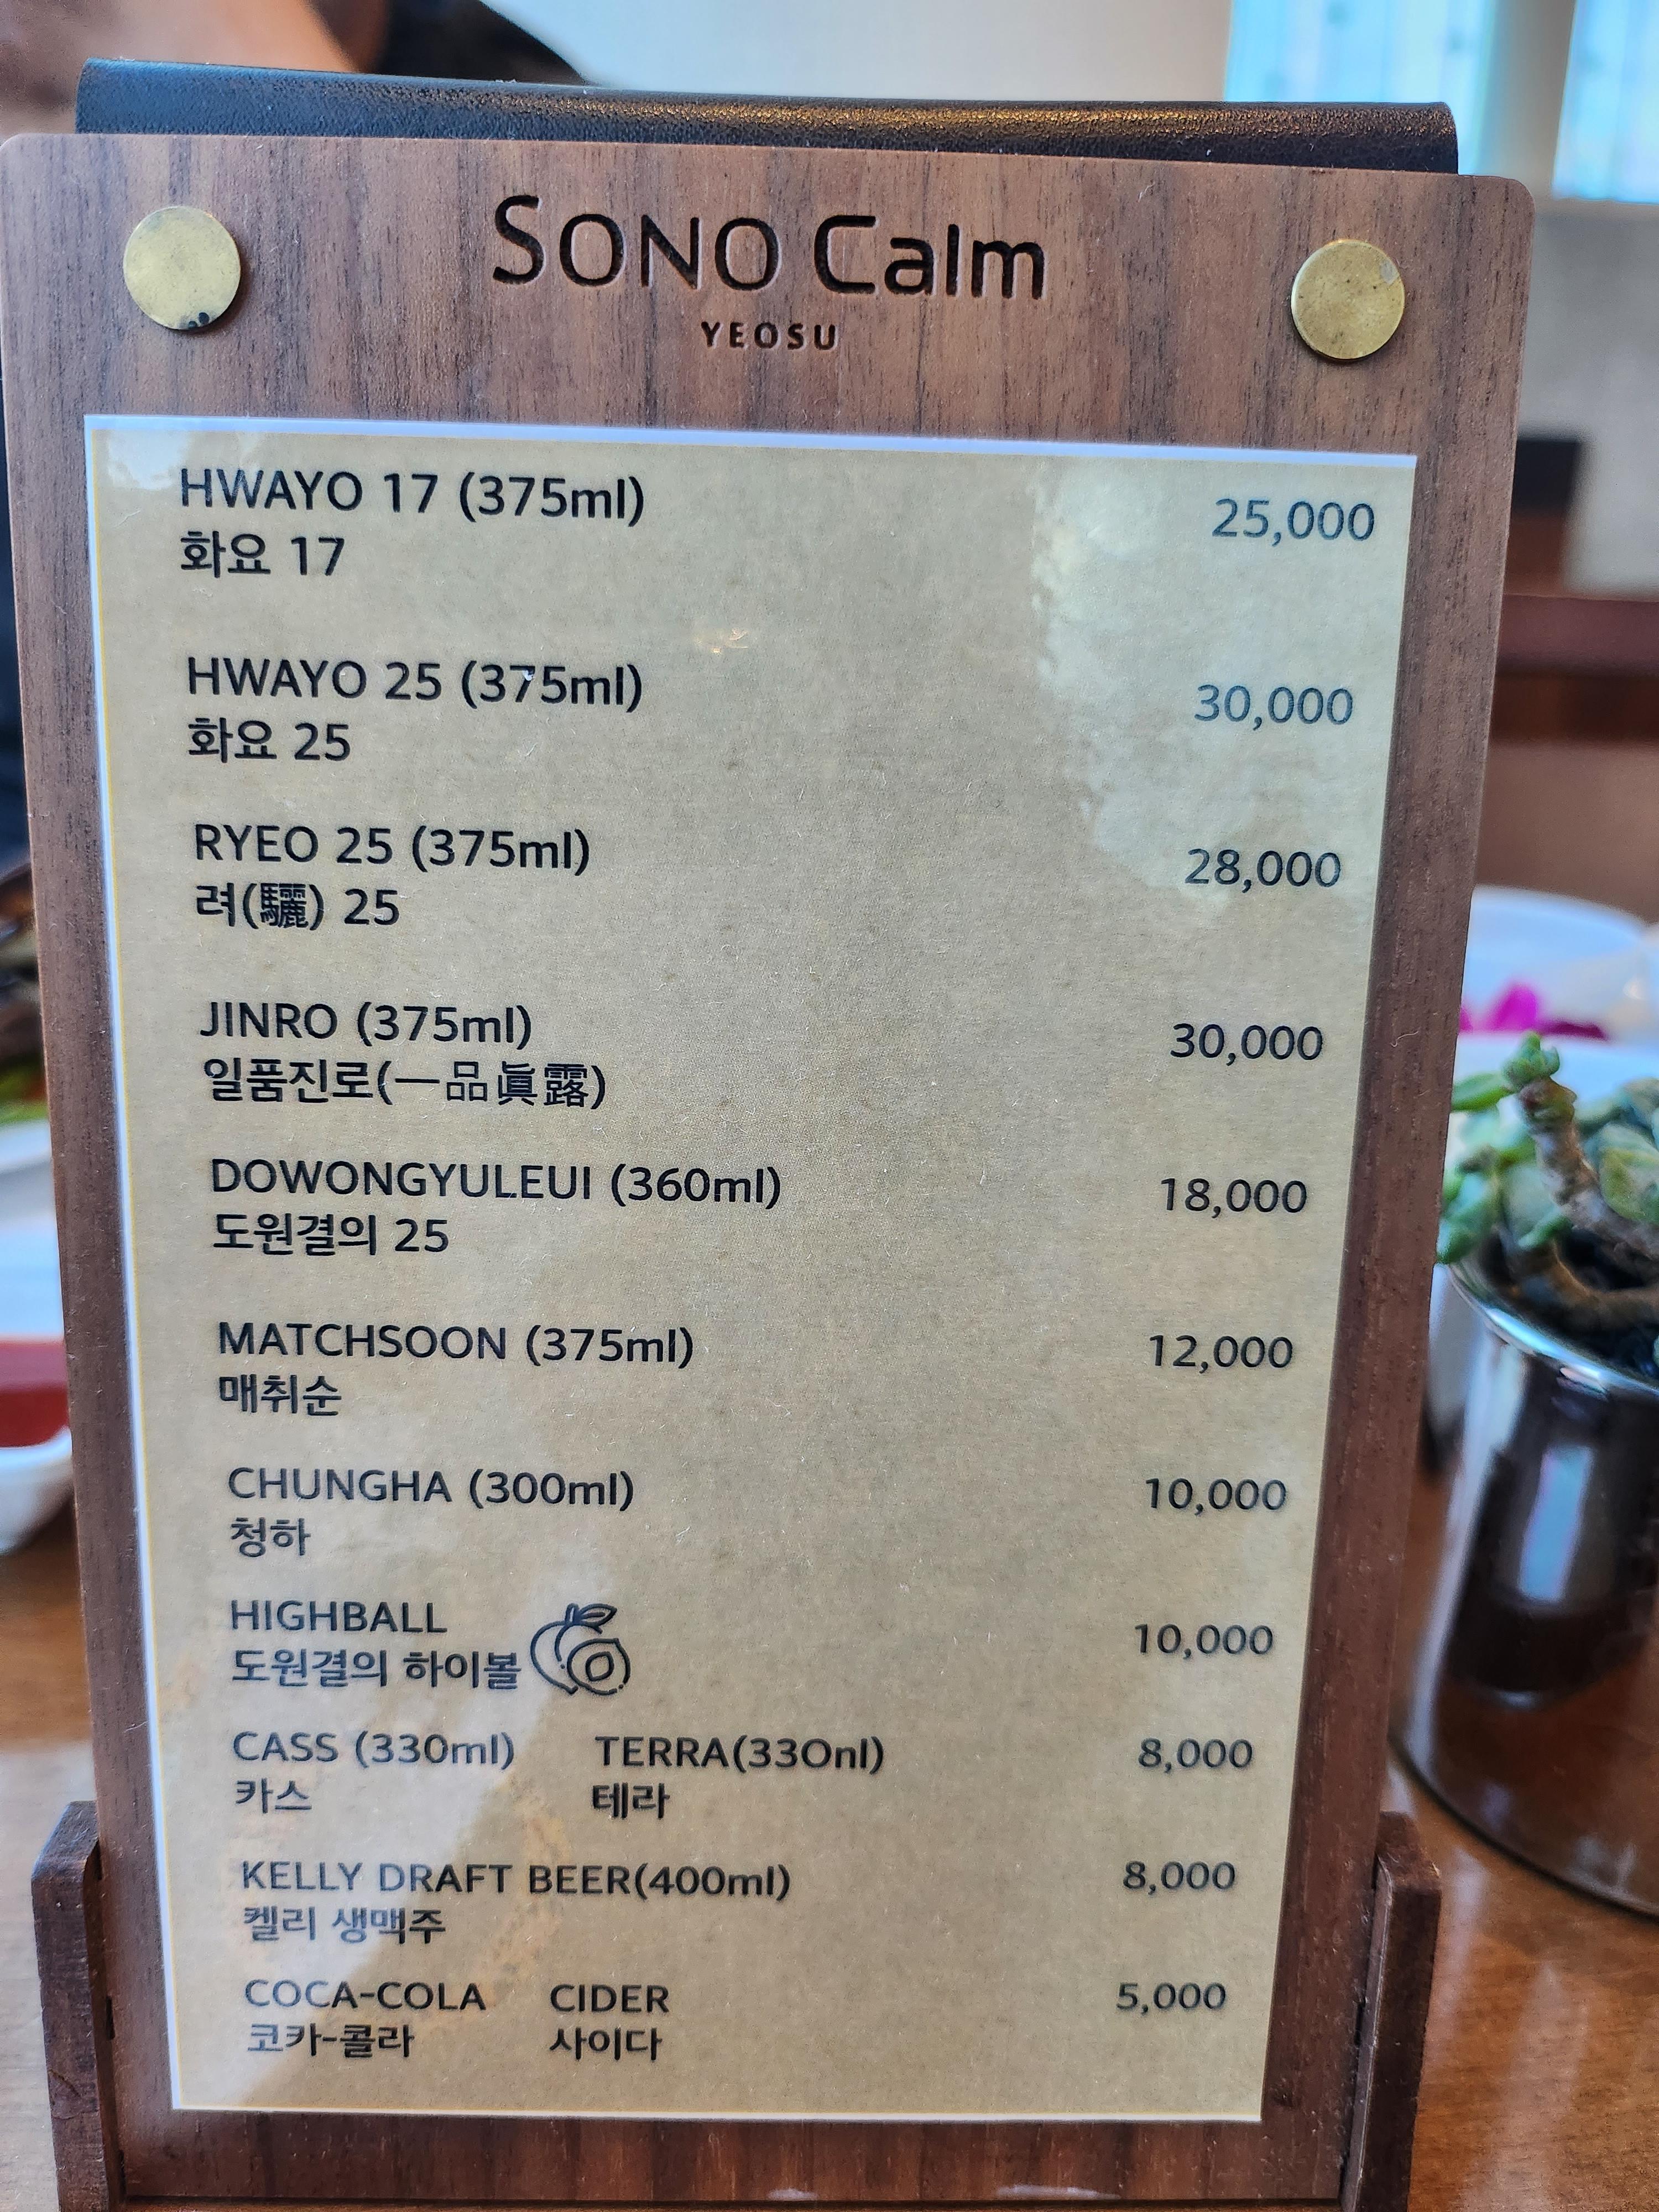 SONO Calm
YEOSU
HWAYO 17 (375ml) 25,000
화요 17
HWAYO 25 (375ml) 30,000
화요 25
RYEO 25 (375ml) 28,000
려(驪) 25
JINRO (375ml) 30,000
일품진로(一品眞露)
DOWONGYULEUI (360ml) 18,000
도원결의 25
MATCHSOON (375ml) 12,000
매취순
CHUNGHA (300ml) 10,000
청하
HIGHBALL 10,000
도원결의 하이볼
CASS (330ml) TERRA(33Onl) 8,000
카스 테라
KELLY DRAFT BEER(400ml) 8,000
켈리 생맥주
COCA-COLA CIDER 5,000
코카-콜라 사이다